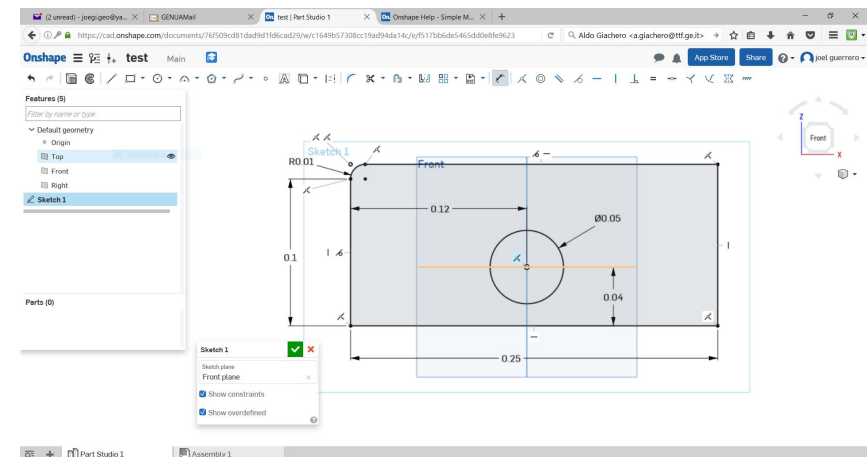 (2 unread) - joegi.geo@ya...
GENUAMail
test | Part Studio 1
Onshape Help - Simple M...
https://cad.onshape.com/documents/76f509cd81dad9d1fd6cad29/w/c1649b57308cc19ad94da14c/e/f517bb6de5465dd0e8fe9623
Aldo Giachero <a.giachero@ttf.ge.it>
Onshape
test
Main
App Store
Share
joel guerrero
Features (5)
Filter by name or type
Default geometry
Origin
Top
Front
Right
Sketch 1
Parts (0)
Sketch 1
Front
R0.01
0.12
Ø0.05
0.1
0.04
0.25
Z
Front
X
Sketch 1
Sketch plane
Front plane
Show constraints
Show overdefined
Part Studio 1
Assembly 1